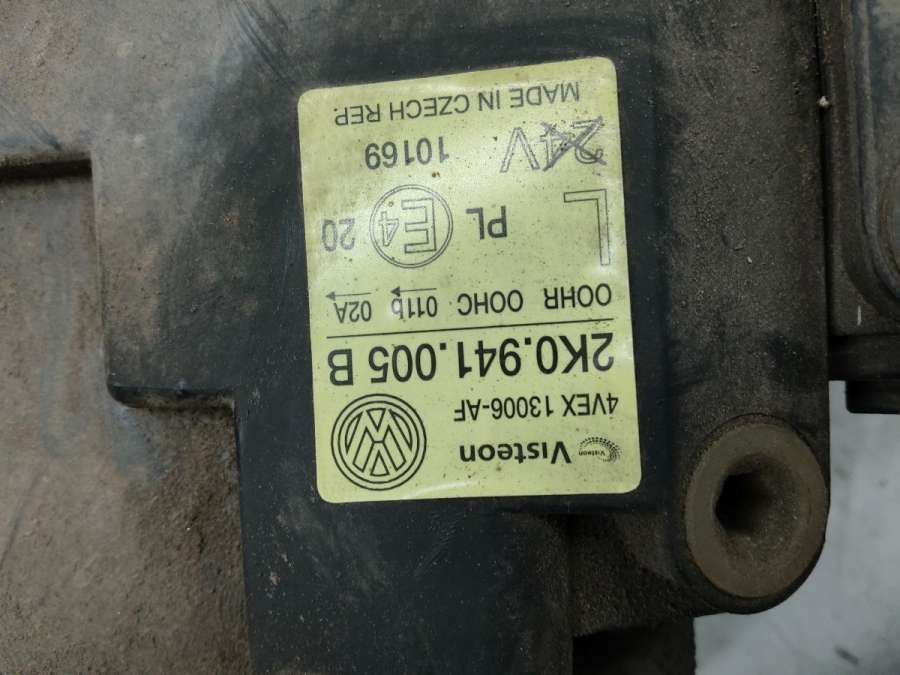 Visteon Visteon
4VEX 13006-AF
2K0.941.005 B
OOHR OOHC 011b 02A
L PL E4 20
24V 10169
MADE IN CZECH REP.